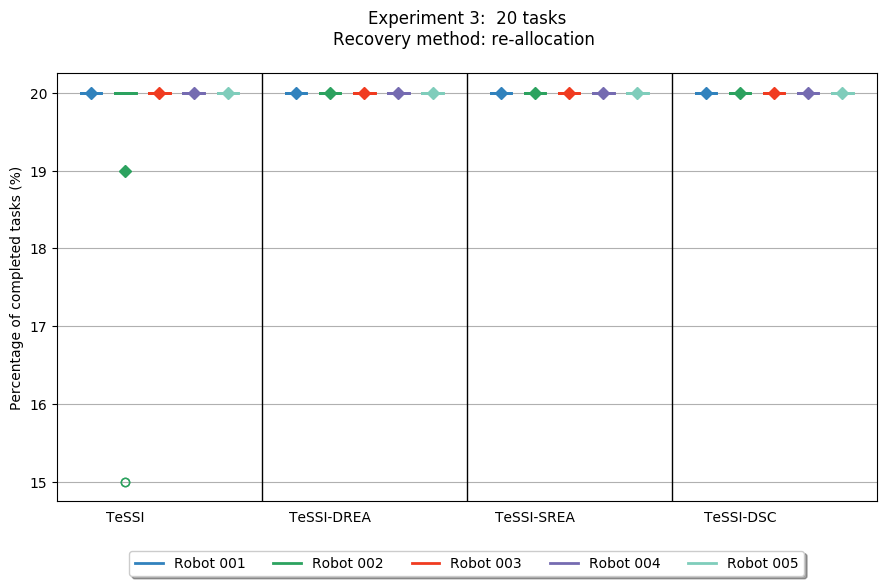 Experiment 3:  20 tasks
Recovery method: re-allocation
Percentage of completed tasks (%)
20
19
18
17
16
15
TeSSI TeSSI-DREA TeSSI-SREA TeSSI-DSC
Robot 001 Robot 002 Robot 003 Robot 004 Robot 005